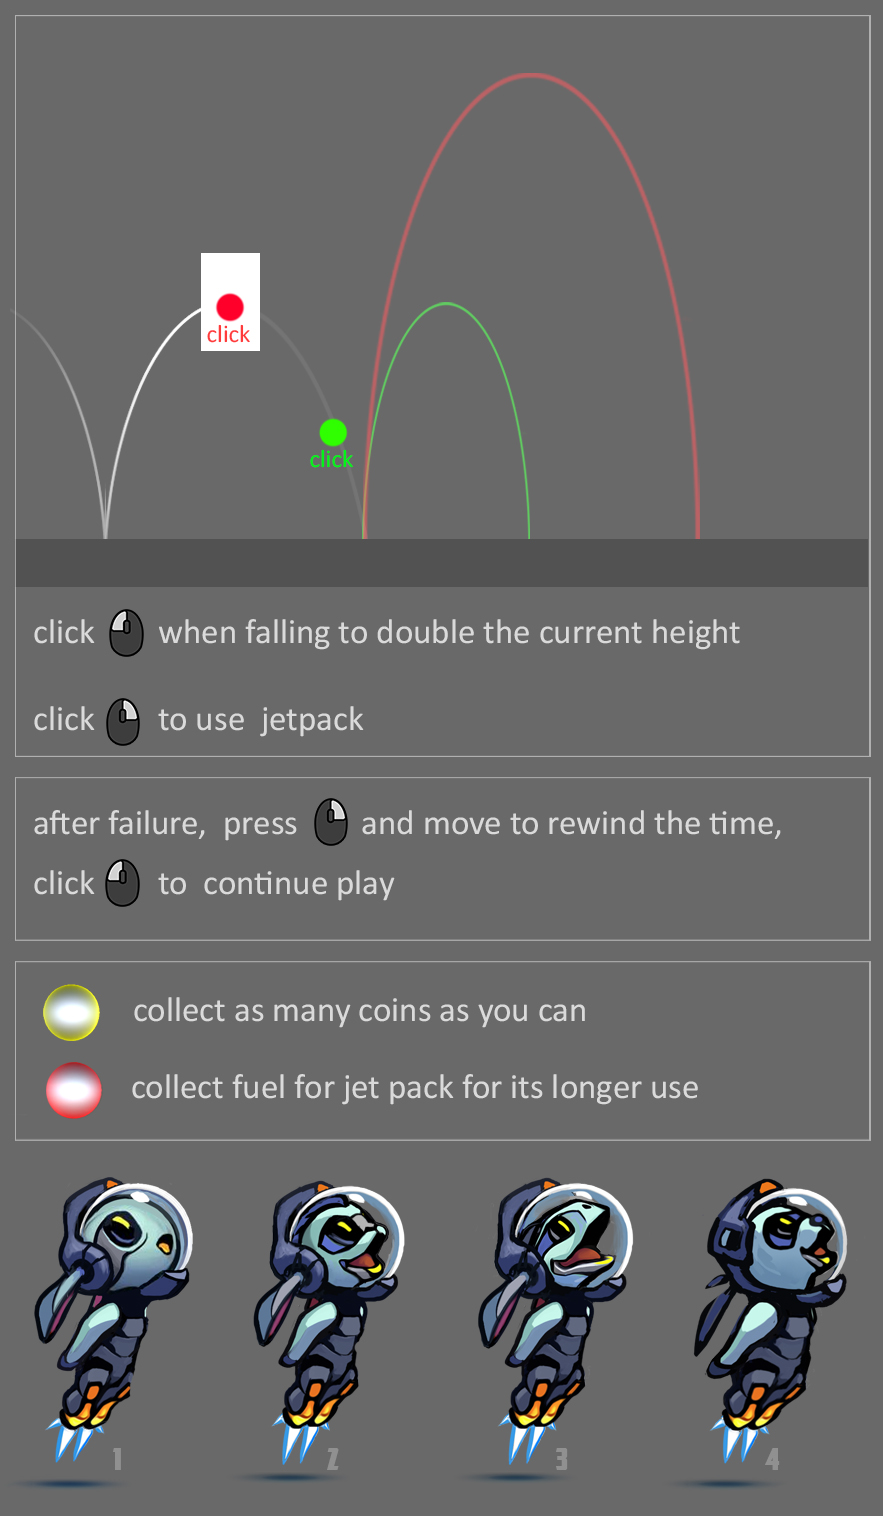 click
click
click when falling to double the current height
click to use jetpack
after failure, press and move to rewind the time,
click to continue play
collect as many coins as you can
collect fuel for jet pack for its longer use
1 2 3 4